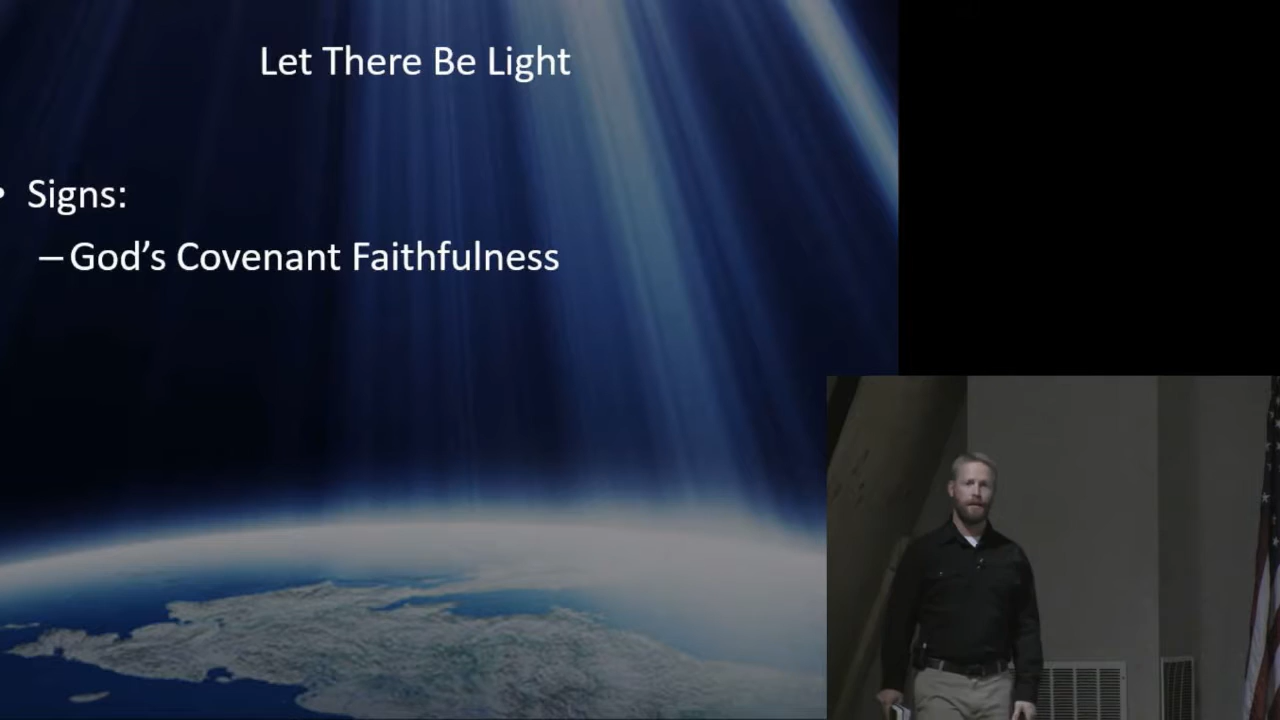 Let There Be Light
• Signs:
– God’s Covenant Faithfulness